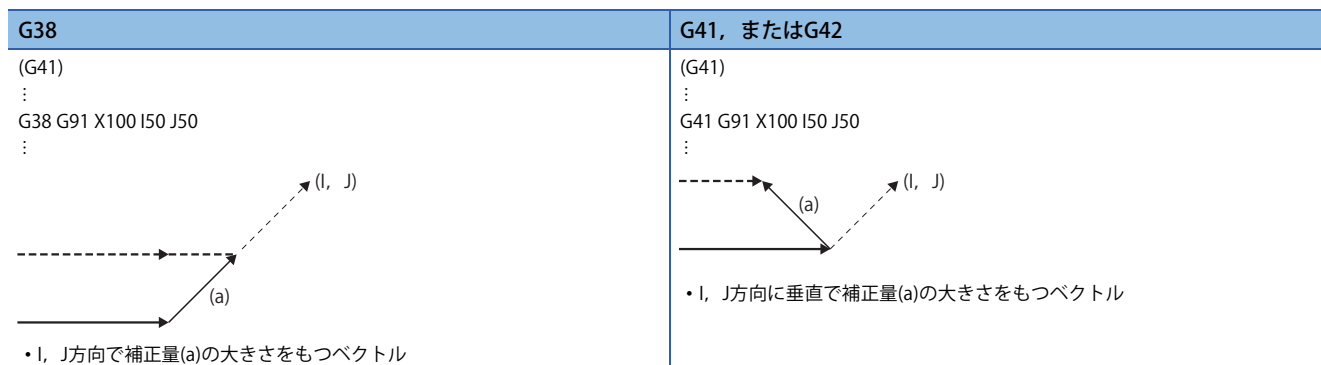 G38
(G41)
⋮
G38 G91 X100 I50 J50
⋮
(I, J)
(a)
• I, J方向で補正量(a)の大きさをもつベクトル
G41, またはG42
(G41)
⋮
G41 G91 X100 I50 J50
⋮
(I, J)
(a)
• I, J方向に垂直で補正量(a)の大きさをもつベクトル